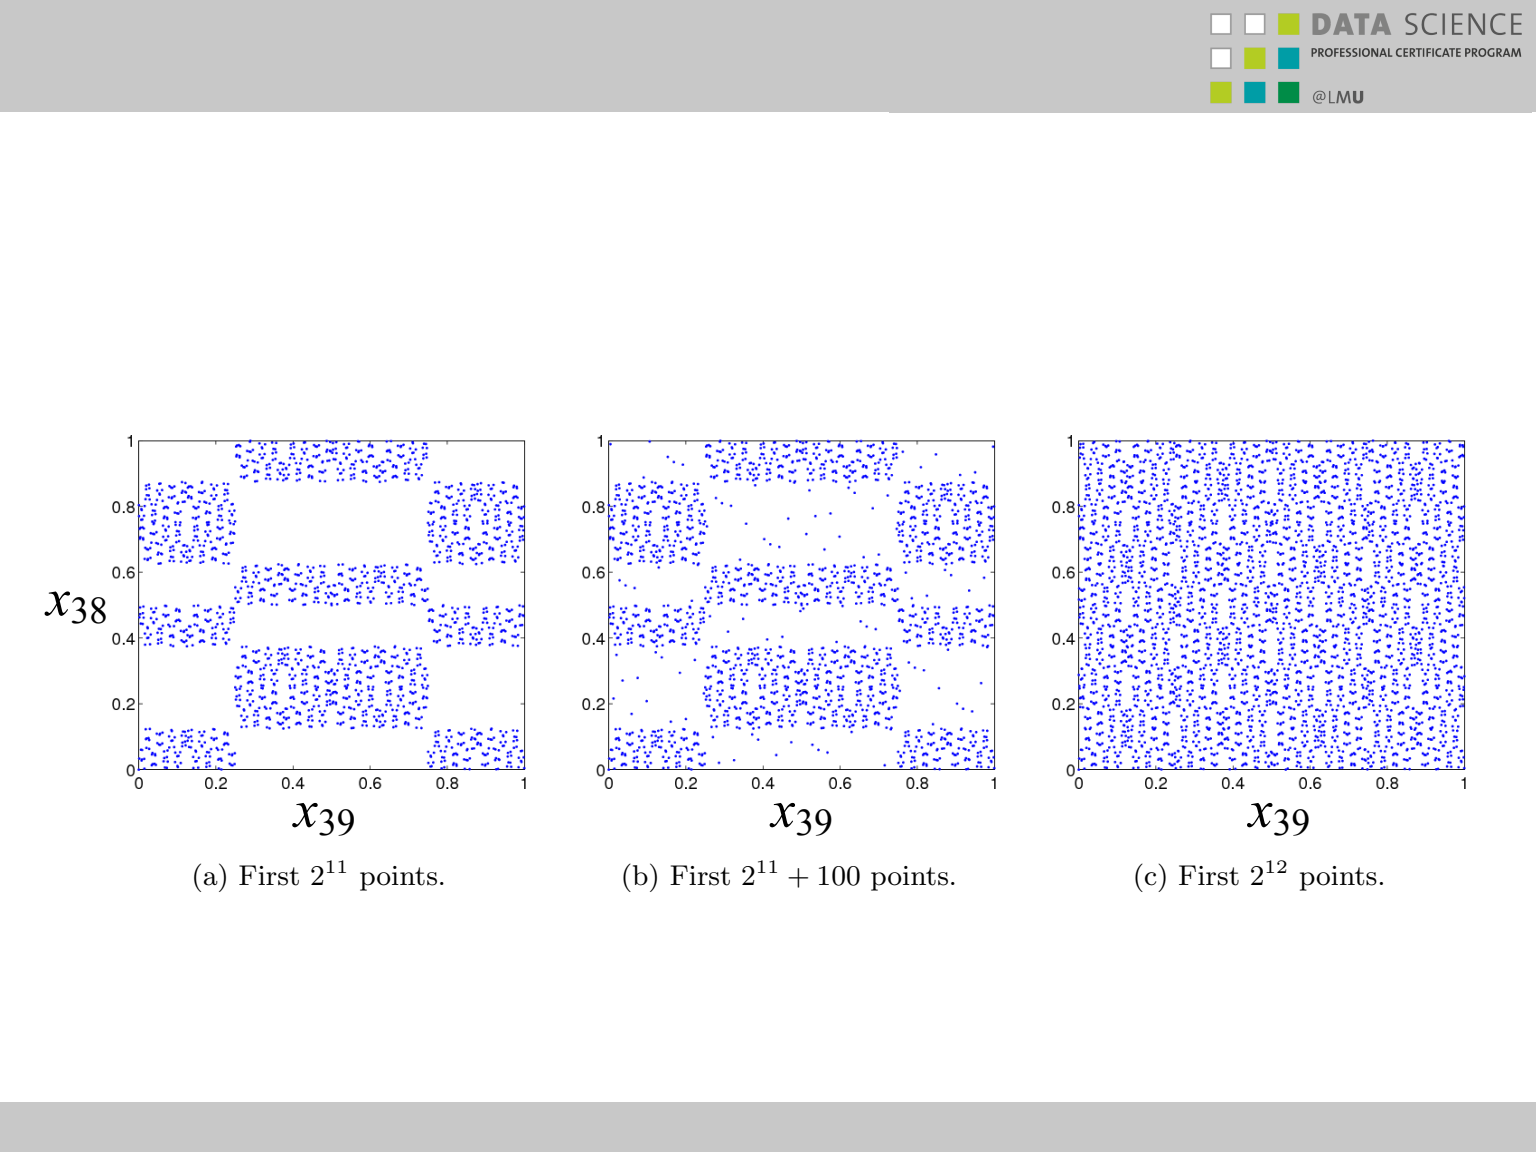 DATA SCIENCE
PROFESSIONAL CERTIFICATE PROGRAM
@LMU
1
0.8
0.6
0.4
0.2
0
0 0.2 0.4 0.6 0.8 1
x38
x39
1
0.8
0.6
0.4
0.2
0
0 0.2 0.4 0.6 0.8 1
x39
1
0.8
0.6
0.4
0.2
0
0 0.2 0.4 0.6 0.8 1
x39
(a) First 2^11 points.
(b) First 2^11 + 100 points.
(c) First 2^12 points.